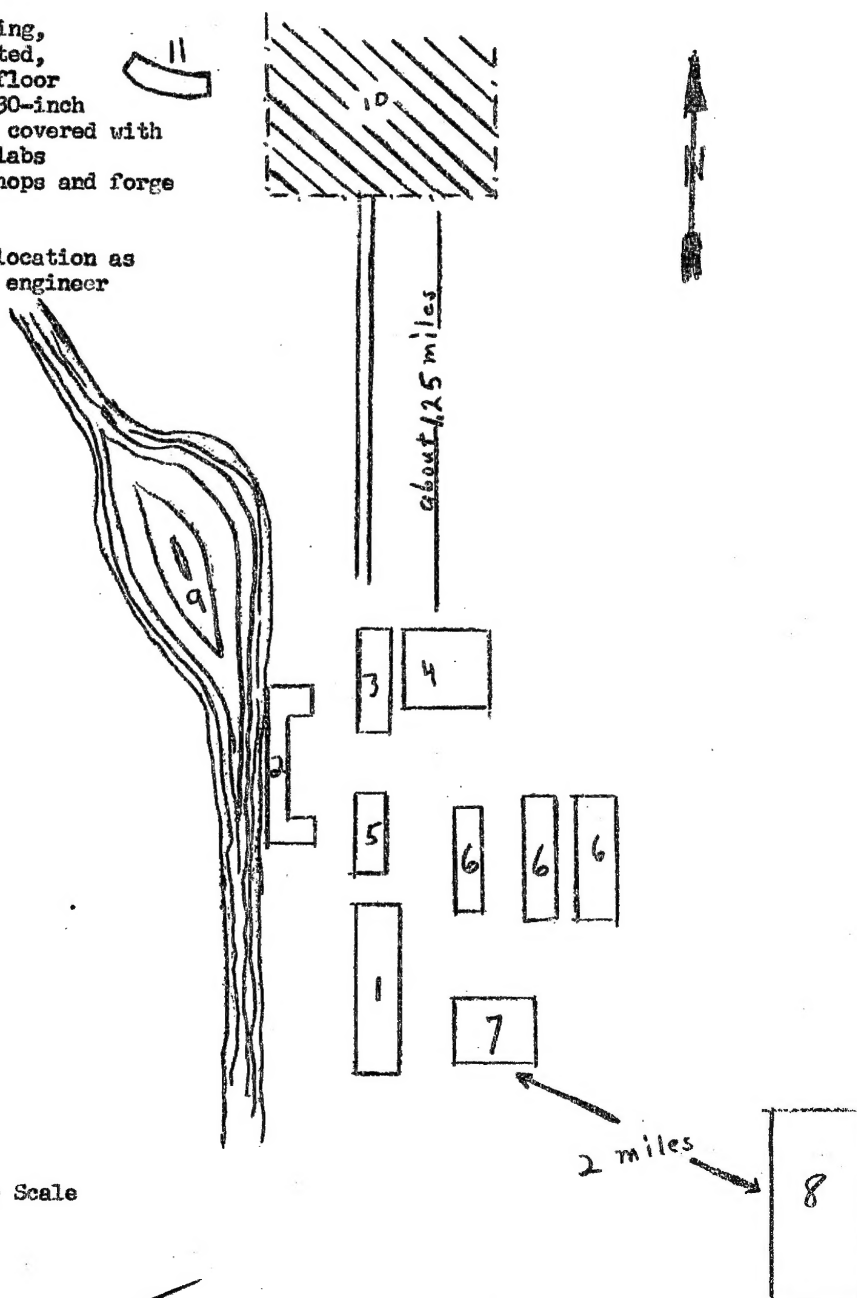 ing,
ted,
floor
30-inch
covered with
labs
hops and forge
location as
engineer
11
10
N
about 1.25 miles
9
3
4
2
5
6
6
6
1
7
2 miles
8
Scale